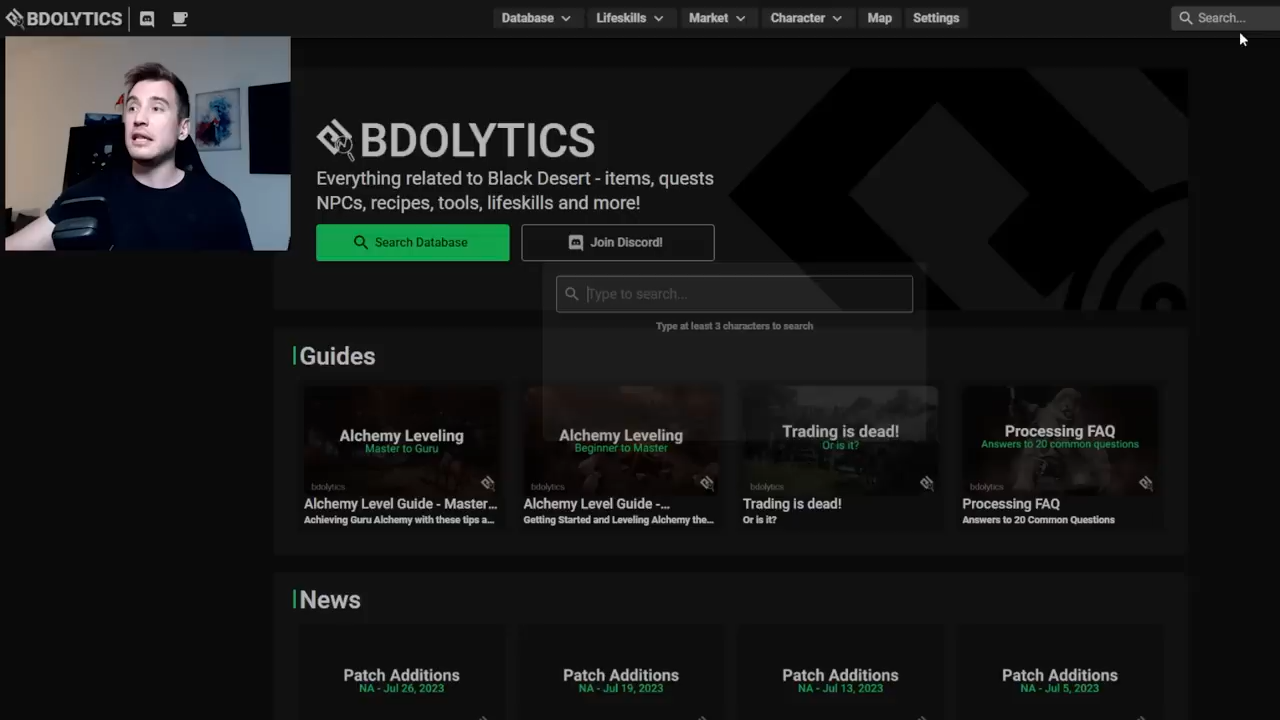 BDOLYTICS
Database
Lifeskills
Market
Character
Map
Settings
Search...
BDOLYTICS
Everything related to Black Desert - items, quests
NPCs, recipes, tools, lifeskills and more!
Search Database
Join Discord!
Type to search...
Type at least 3 characters to search
Guides
Alchemy Leveling
Master to Guru
bdolytics
Alchemy Level Guide - Master...
Achieving Guru Alchemy with these tips a...
Alchemy Leveling
Beginner to Master
bdolytics
Alchemy Level Guide -...
Getting Started and Leveling Alchemy the...
Trading is dead!
Or is it?
bdolytics
Trading is dead!
Or is it?
Processing FAQ
Answers to 20 common questions
bdolytics
Processing FAQ
Answers to 20 Common Questions
News
Patch Additions
NA - Jul 26, 2023
Patch Additions
NA - Jul 19, 2023
Patch Additions
NA - Jul 13, 2023
Patch Additions
NA - Jul 5, 2023